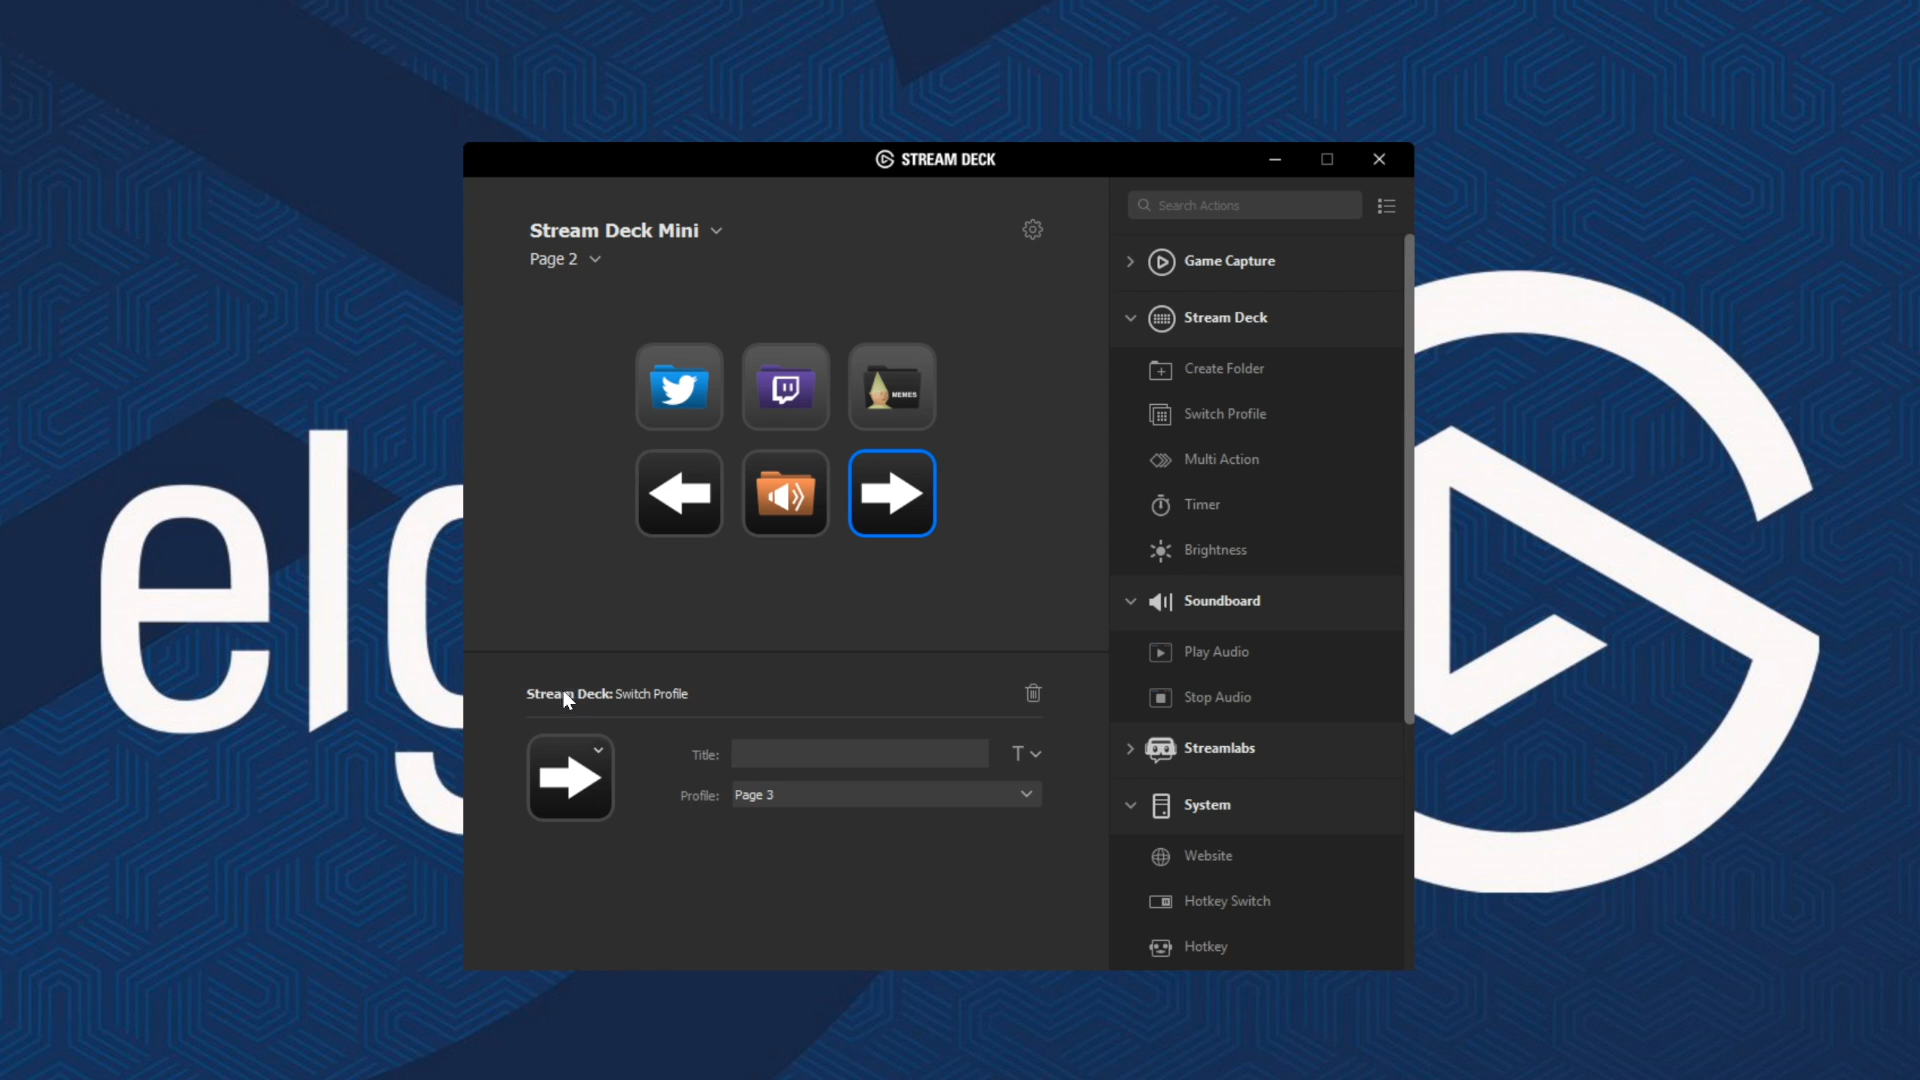 STREAM DECK
Stream Deck Mini
Page 2
Search Actions
Game Capture
Stream Deck
Create Folder
Switch Profile
Multi Action
Timer
Brightness
MEMES
Soundboard
Play Audio
Stop Audio
Stream Deck: Switch Profile
Title:
T
Profile:
Page 3
Streamlabs
System
Website
Hotkey Switch
Hotkey
elg